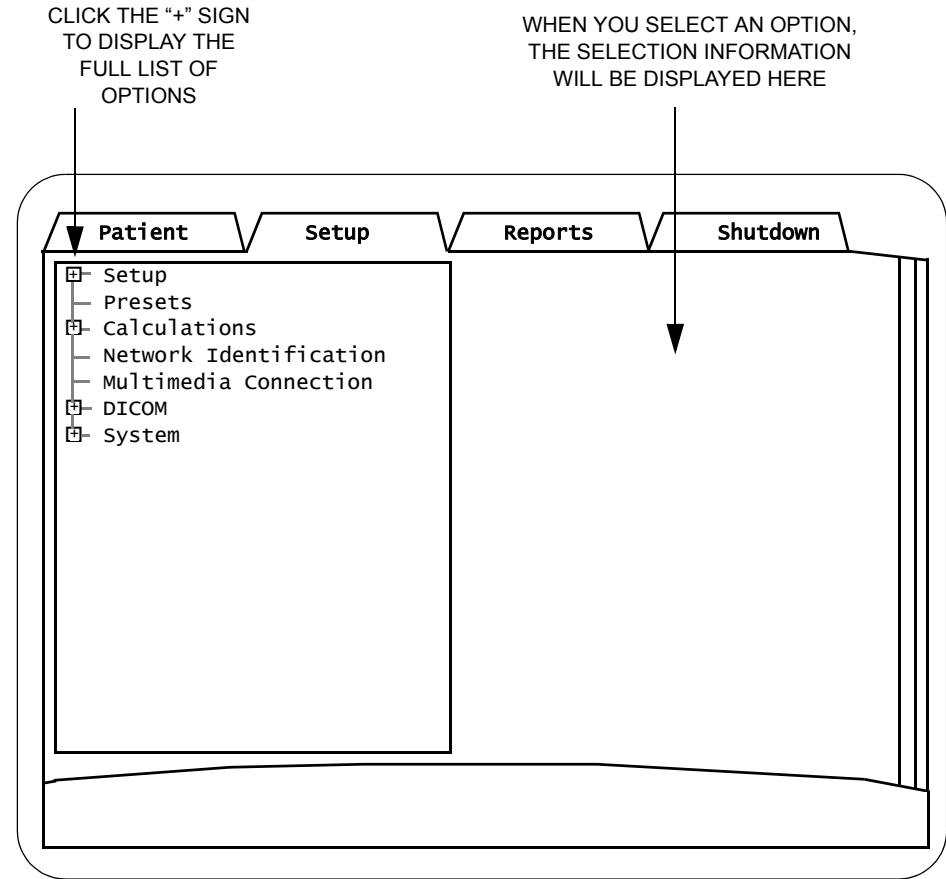 CLICK THE “+” SIGN
TO DISPLAY THE
FULL LIST OF
OPTIONS
WHEN YOU SELECT AN OPTION,
THE SELECTION INFORMATION
WILL BE DISPLAYED HERE
Patient Setup Reports Shutdown
+ Setup
Presets
+ Calculations
Network Identification
Multimedia Connection
+ DICOM
+ System